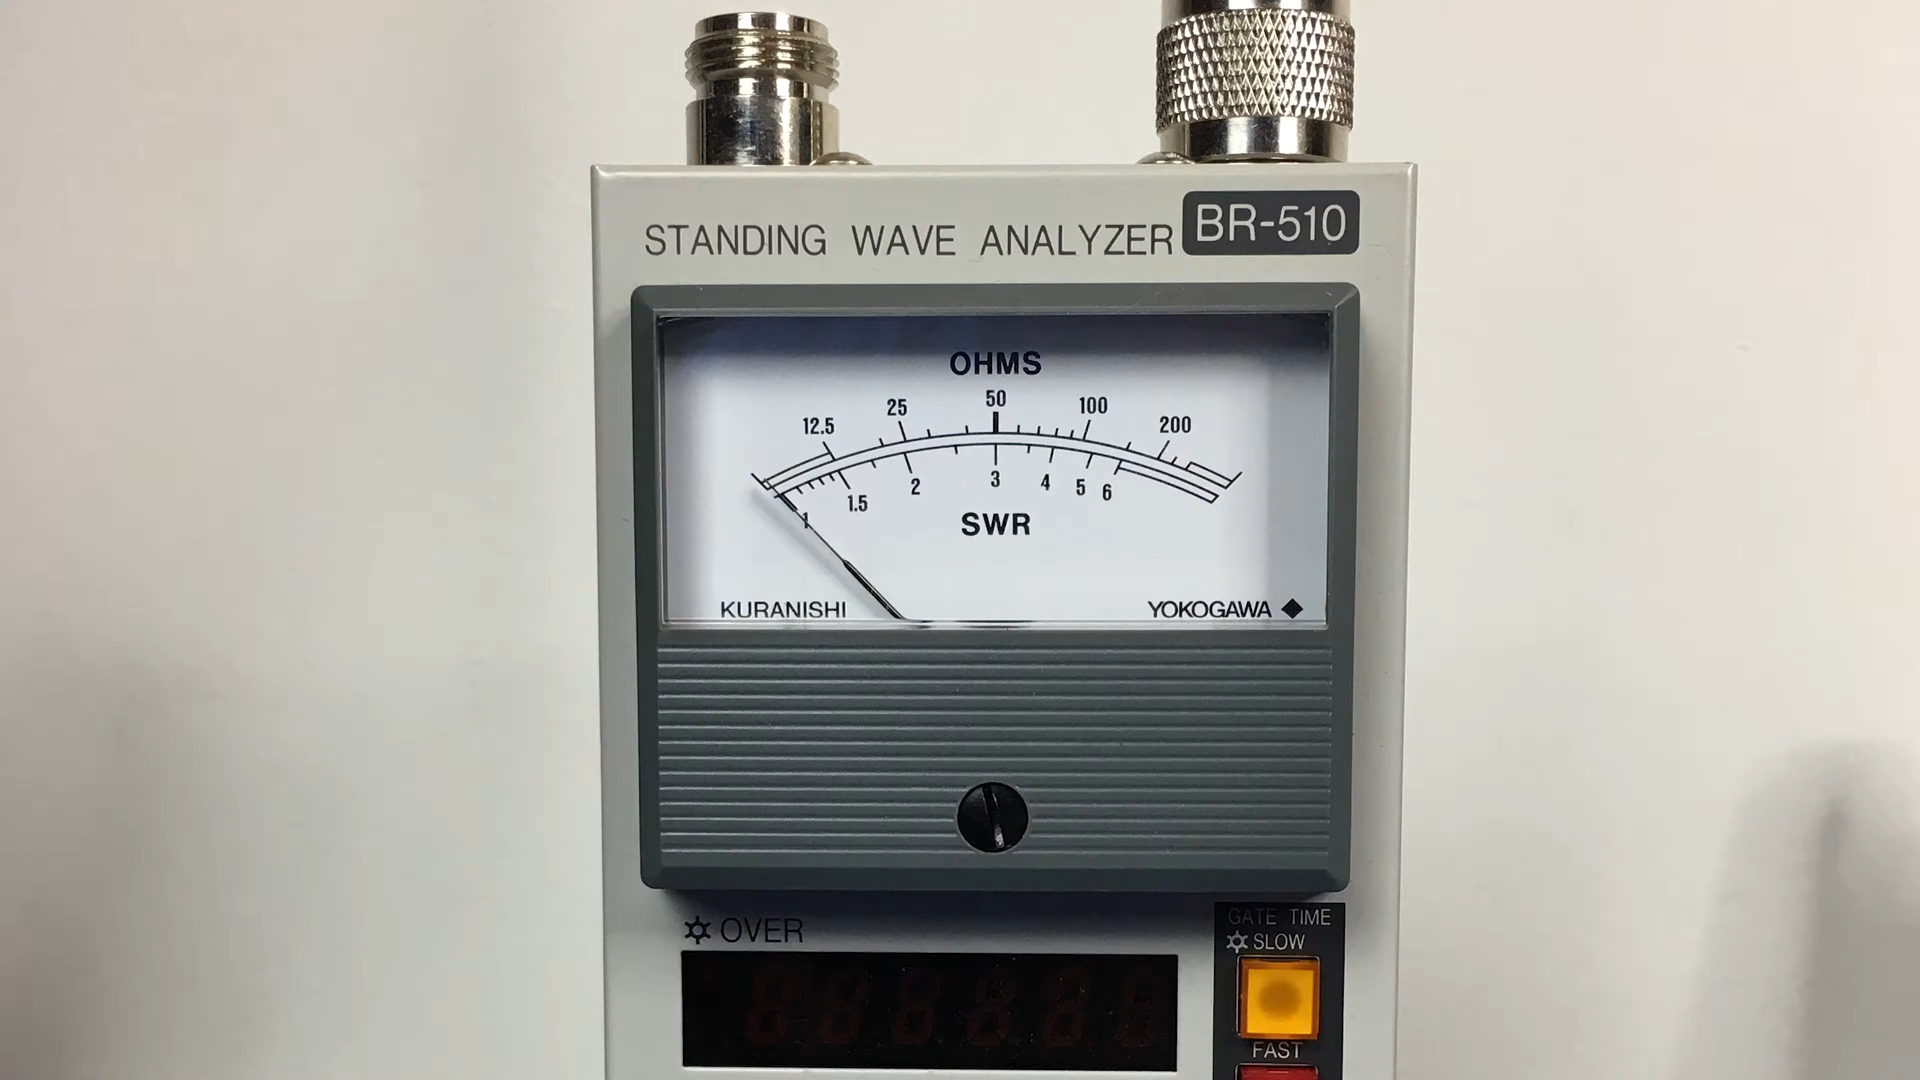 STANDING WAVE ANALYZER BR-510
OHMS
12.5 25 50 100 200
1 1.5 2 3 4 5 6
SWR
KURANISHI YOKOGAWA
OVER
GATE TIME
SLOW
FAST